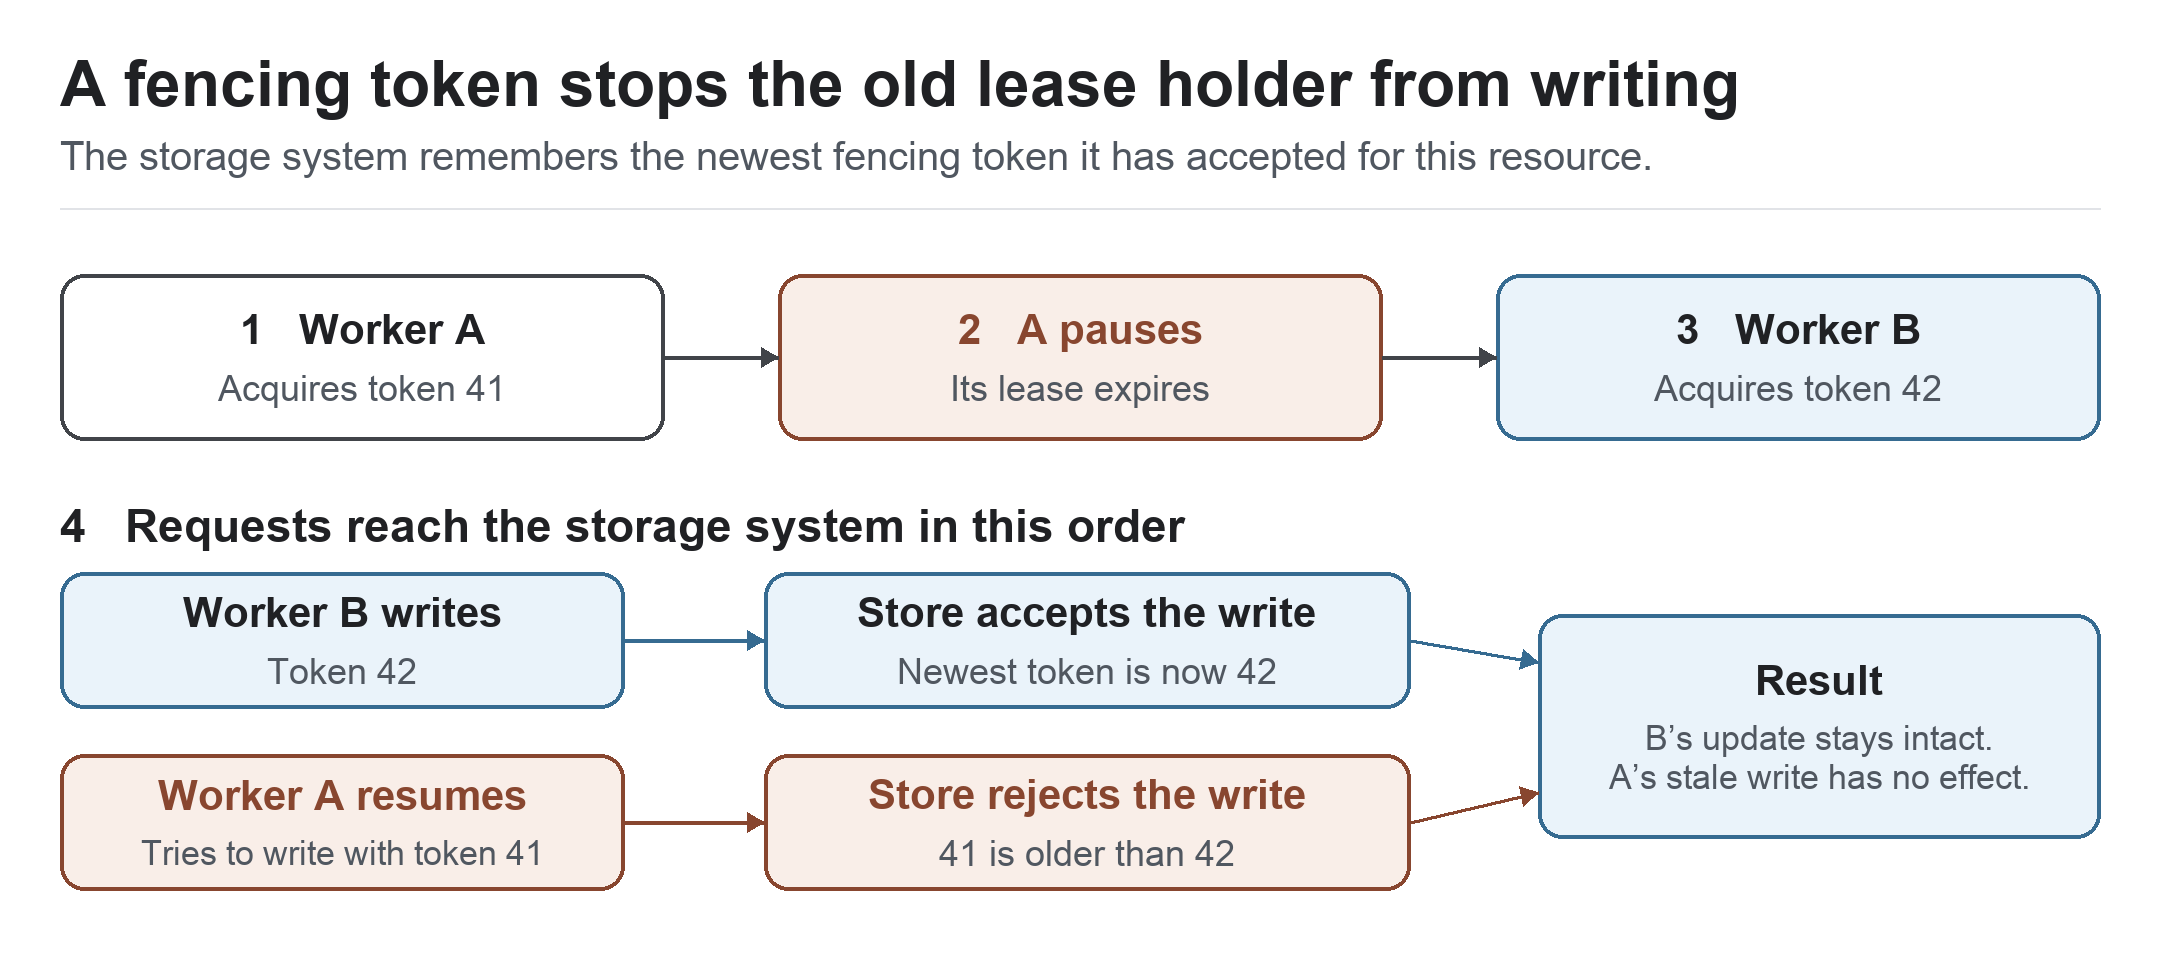 A fencing token stops the old lease holder from writing
The storage system remembers the newest fencing token it has accepted for this resource.
1 Worker A
Acquires token 41
2 A pauses
Its lease expires
3 Worker B
Acquires token 42
4 Requests reach the storage system in this order
Worker B writes
Token 42
Store accepts the write
Newest token is now 42
Worker A resumes
Tries to write with token 41
Store rejects the write
41 is older than 42
Result
B’s update stays intact.
A’s stale write has no effect.